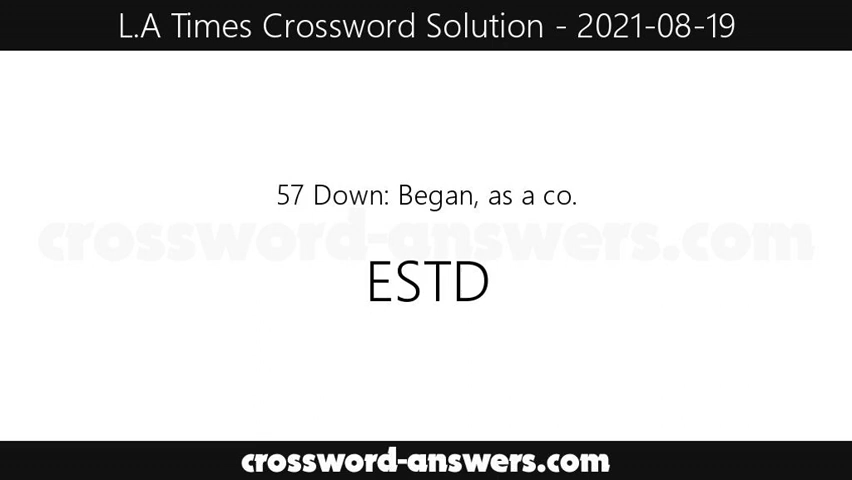 L.A Times Crossword Solution - 2021-08-19
57 Down: Began, as a co.
crossword-answers.com
ESTD
crossword-answers.com